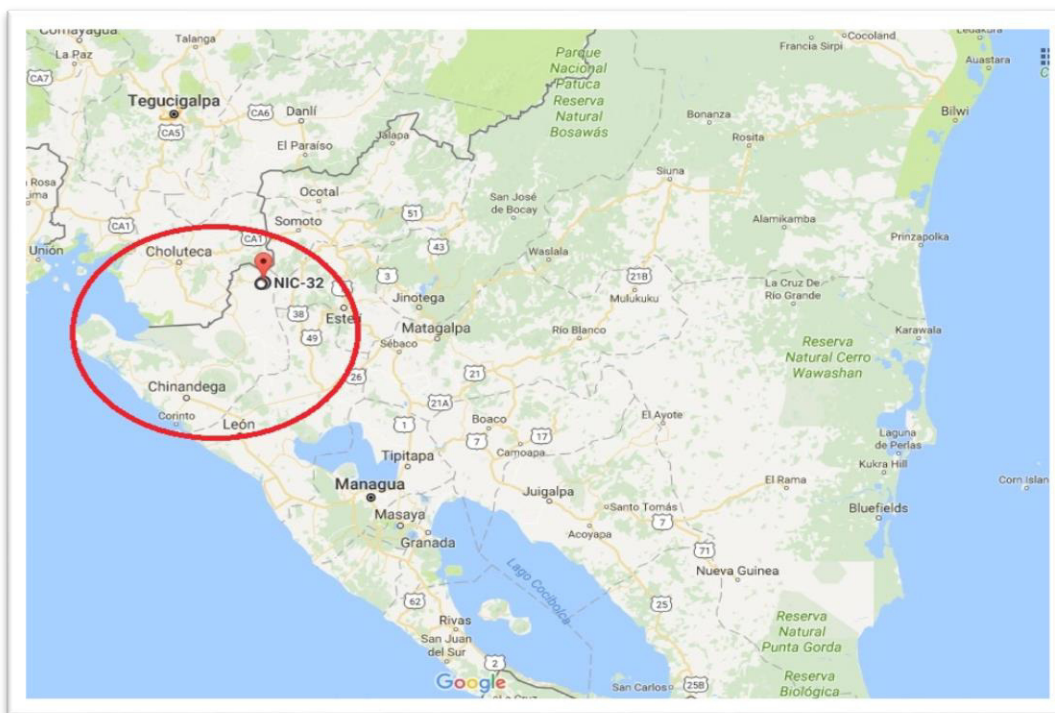 Comayagua
Talanga
La Paz
CA7
Tegucigalpa
CA6
Danlí
CA5
El Paraíso
Jalapa
Parque
Nacional
Patuca
Reserva
Natural
Bosawás
Francia Sirpi
Cocoland
Auastara
Bonanza
Bilwi
Rosita
Siuna
Ocotal
San José
de Bocay
Somoto
51
Alamikamba
CA1
CA1
43
Prinzapolka
Unión
Choluteca
Waslala
NIC-32
3
21B
La Cruz De
Río Grande
Jinotega
Mulukuku
38
Estelí
Matagalpa
Río Blanco
Karawala
49
Sébaco
Reserva
Natural Cerro
Wawashan
21
26
Chinandega
21A
El Ayote
Corinto
León
1
Boaco
17
Laguna
de Perlas
7
Camoapa
Tipitapa
Kukra Hill
Managua
El Rama
Corn Islan
Juigalpa
Masaya
Santo Tomás
Bluefields
7
Granada
Acoyapa
71
Lago Cocibolca
Nueva Guinea
62
25
Rivas
Reserva
Natural
Punta Gorda
San Juan
del Sur
2
Google
San Carlos
25B
Reserva
Biológica